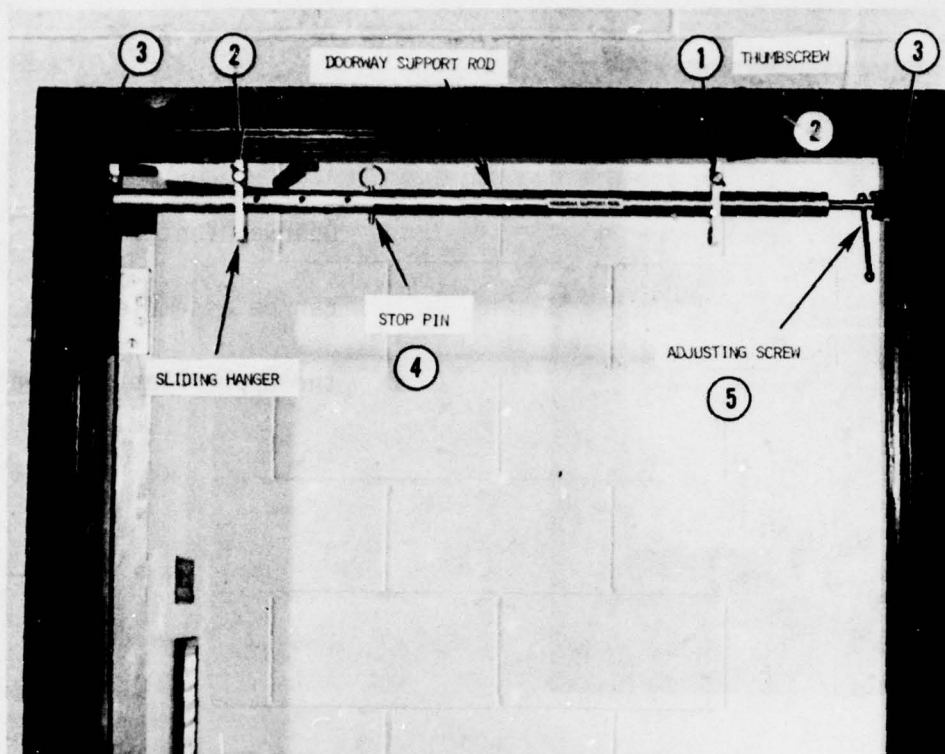 3
2
DOORWAY SUPPORT ROD
1
THUMBSCREW
3
2
STOP PIN
4
SLIDING HANGER
ADJUSTING SCREW
5